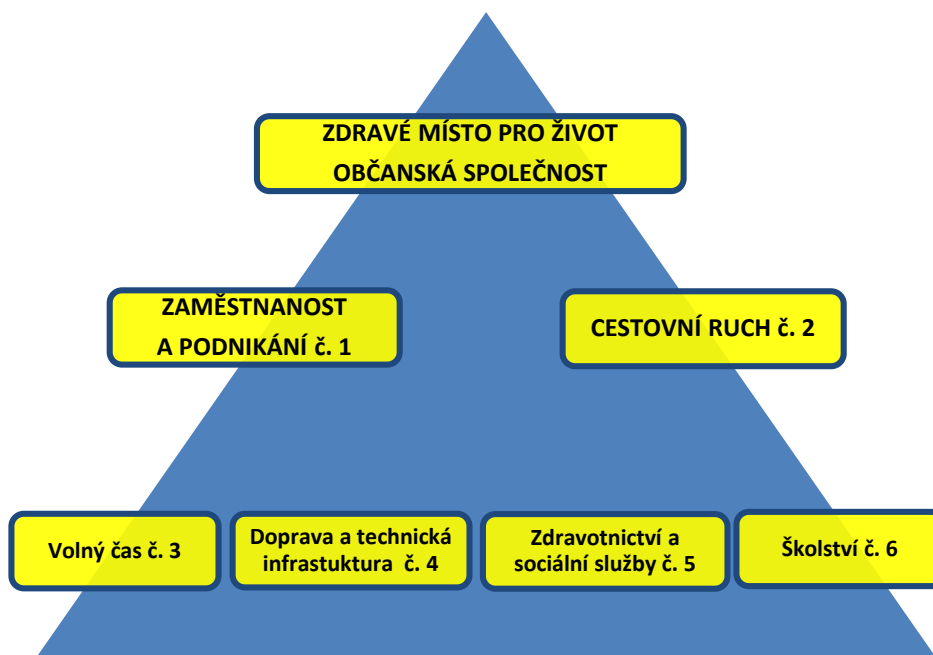 ZDRAVÉ MÍSTO PRO ŽIVOT
OBČANSKÁ SPOLEČNOST
ZAMĚSTNANOST
A PODNIKÁNÍ č. 1
CESTOVNÍ RUCH č. 2
Volný čas č. 3
Doprava a technická
infrastuktura č. 4
Zdravotnictví a
sociální služby č. 5
Školství č. 6